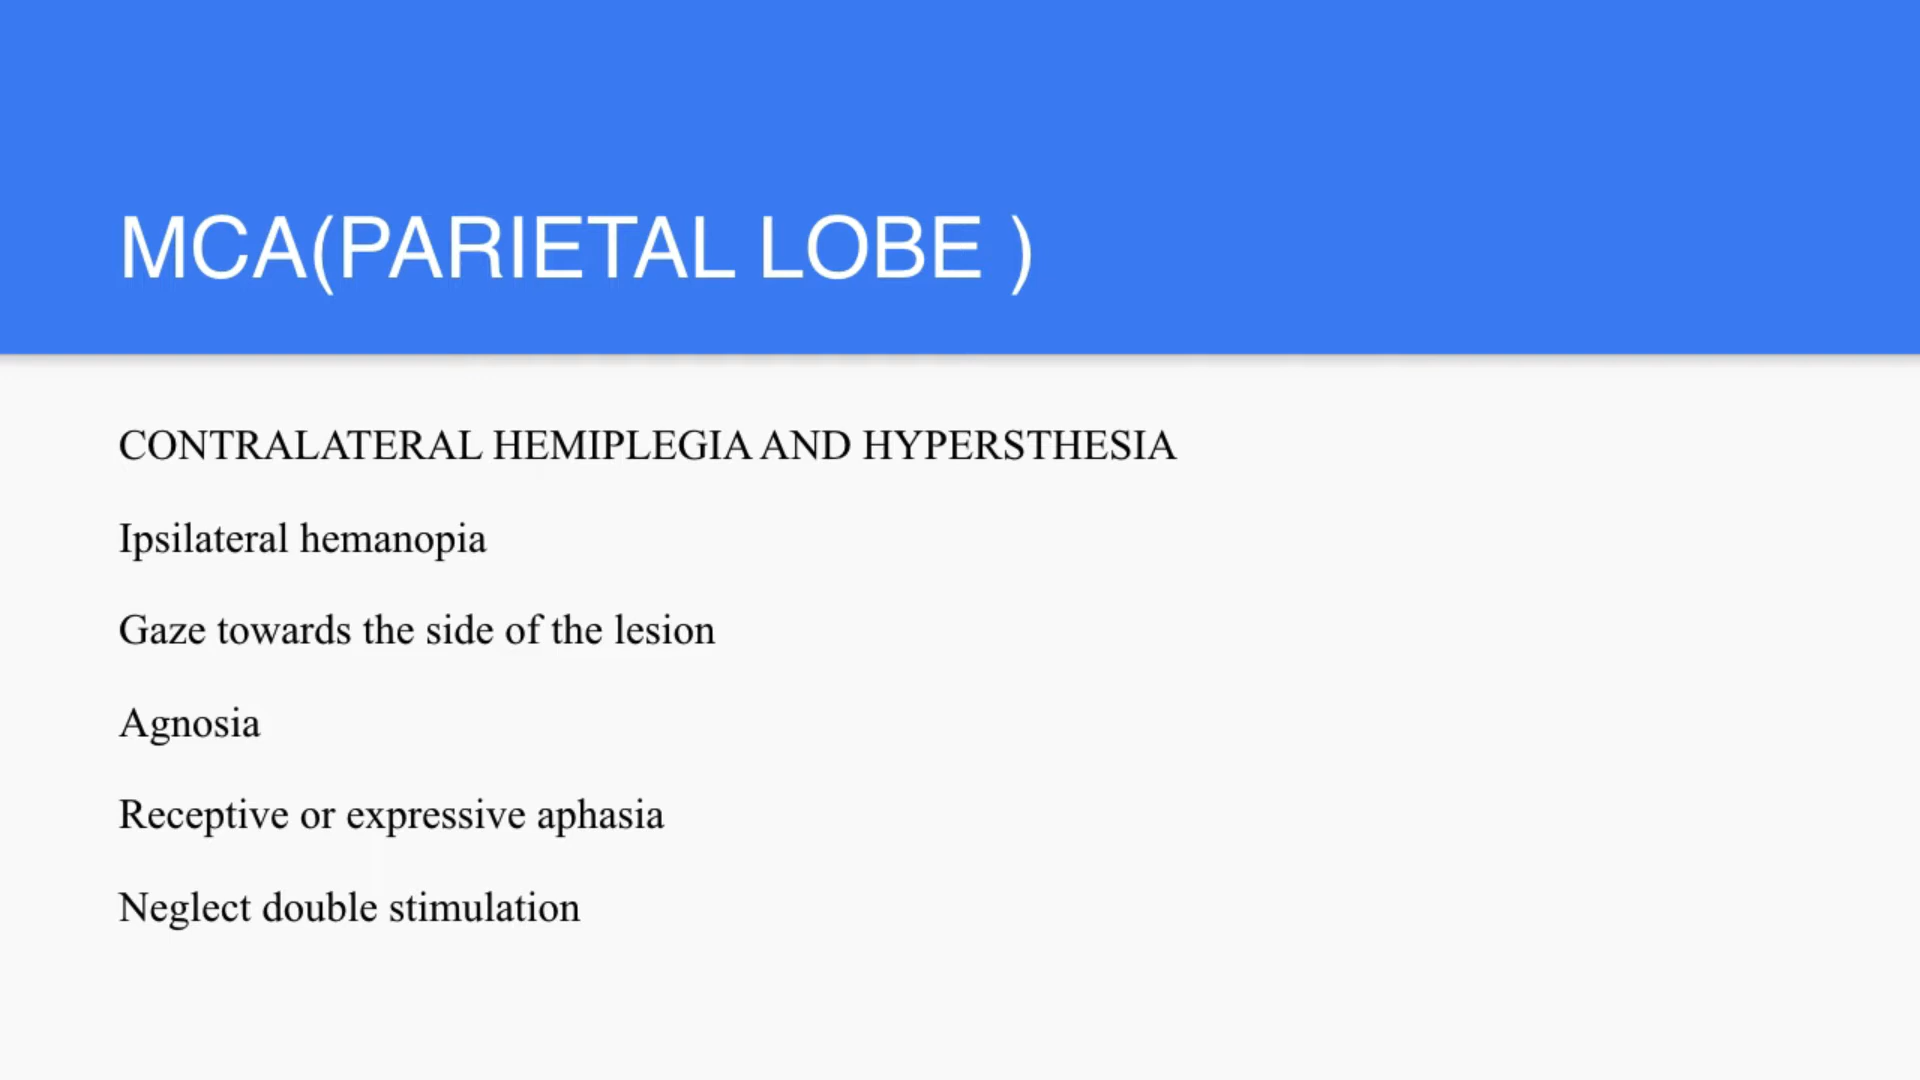 MCA(PARIETAL LOBE )
CONTRALATERAL HEMIPLEGIA AND HYPERSTHESIA
Ipsilateral hemanopia
Gaze towards the side of the lesion
Agnosia
Receptive or expressive aphasia
Neglect double stimulation